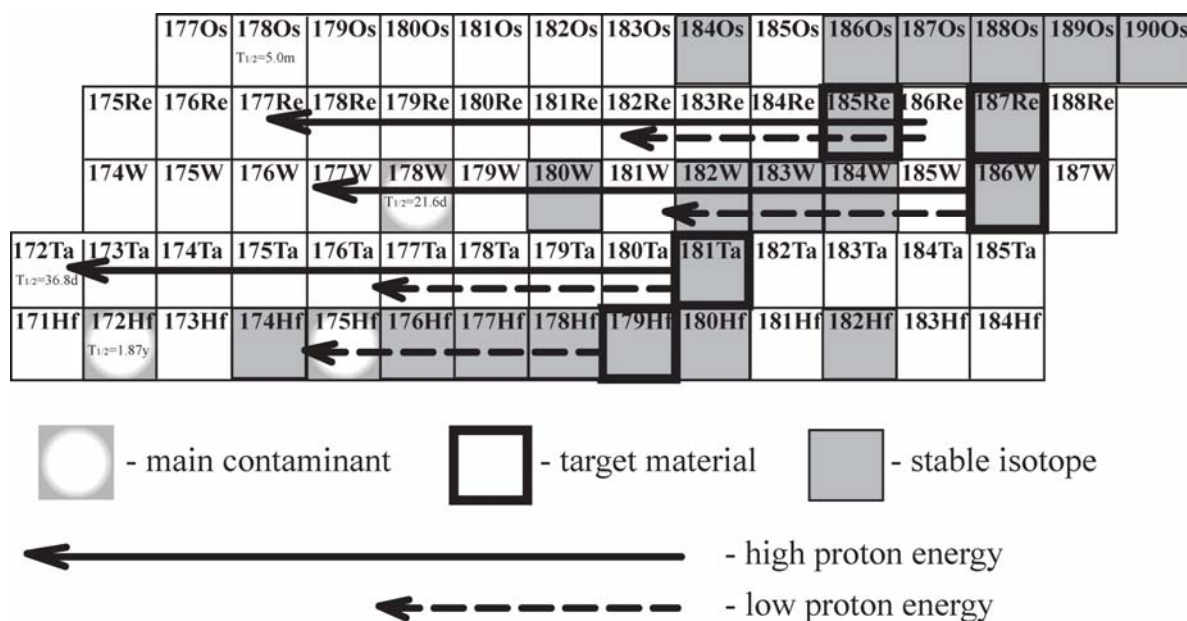 177Os 178Os 179Os 180Os 181Os 182Os 183Os 184Os 185Os 186Os 187Os 188Os 189Os 190Os
T1/2=5.0m
175Re 176Re 177Re 178Re 179Re 180Re 181Re 182Re 183Re 184Re 185Re 186Re 187Re 188Re
174W 175W 176W 177W 178W 179W 180W 181W 182W 183W 184W 185W 186W 187W
T1/2=21.6d
172Ta 173Ta 174Ta 175Ta 176Ta 177Ta 178Ta 179Ta 180Ta 181Ta 182Ta 183Ta 184Ta 185Ta
T1/2=36.8d
171Hf 172Hf 173Hf 174Hf 175Hf 176Hf 177Hf 178Hf 179Hf 180Hf 181Hf 182Hf 183Hf 184Hf
T1/2=1.87y
- main contaminant - target material - stable isotope
- high proton energy
- low proton energy